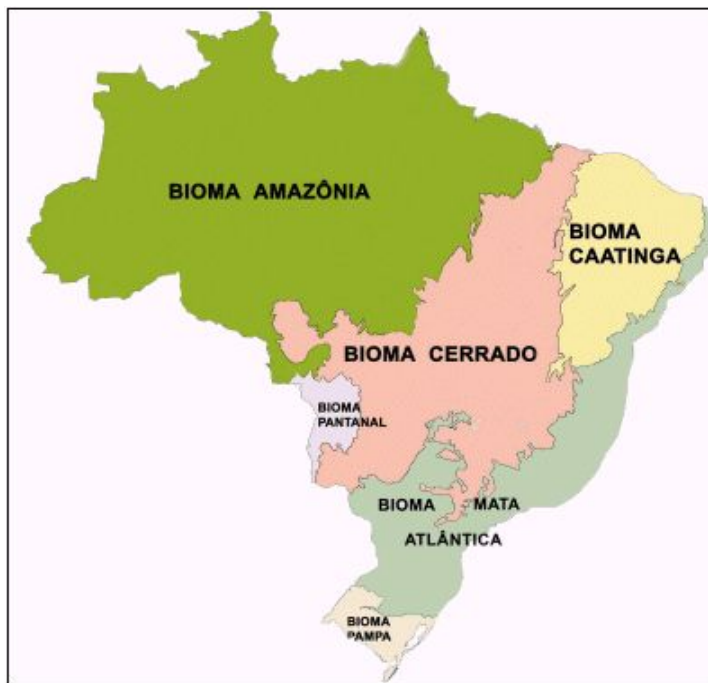 BIOMA AMAZÔNIA
BIOMA
CAATINGA
BIOMA CERRADO
BIOMA
PANTANAL
BIOMA MATA
ATLÂNTICA
BIOMA
PAMPA